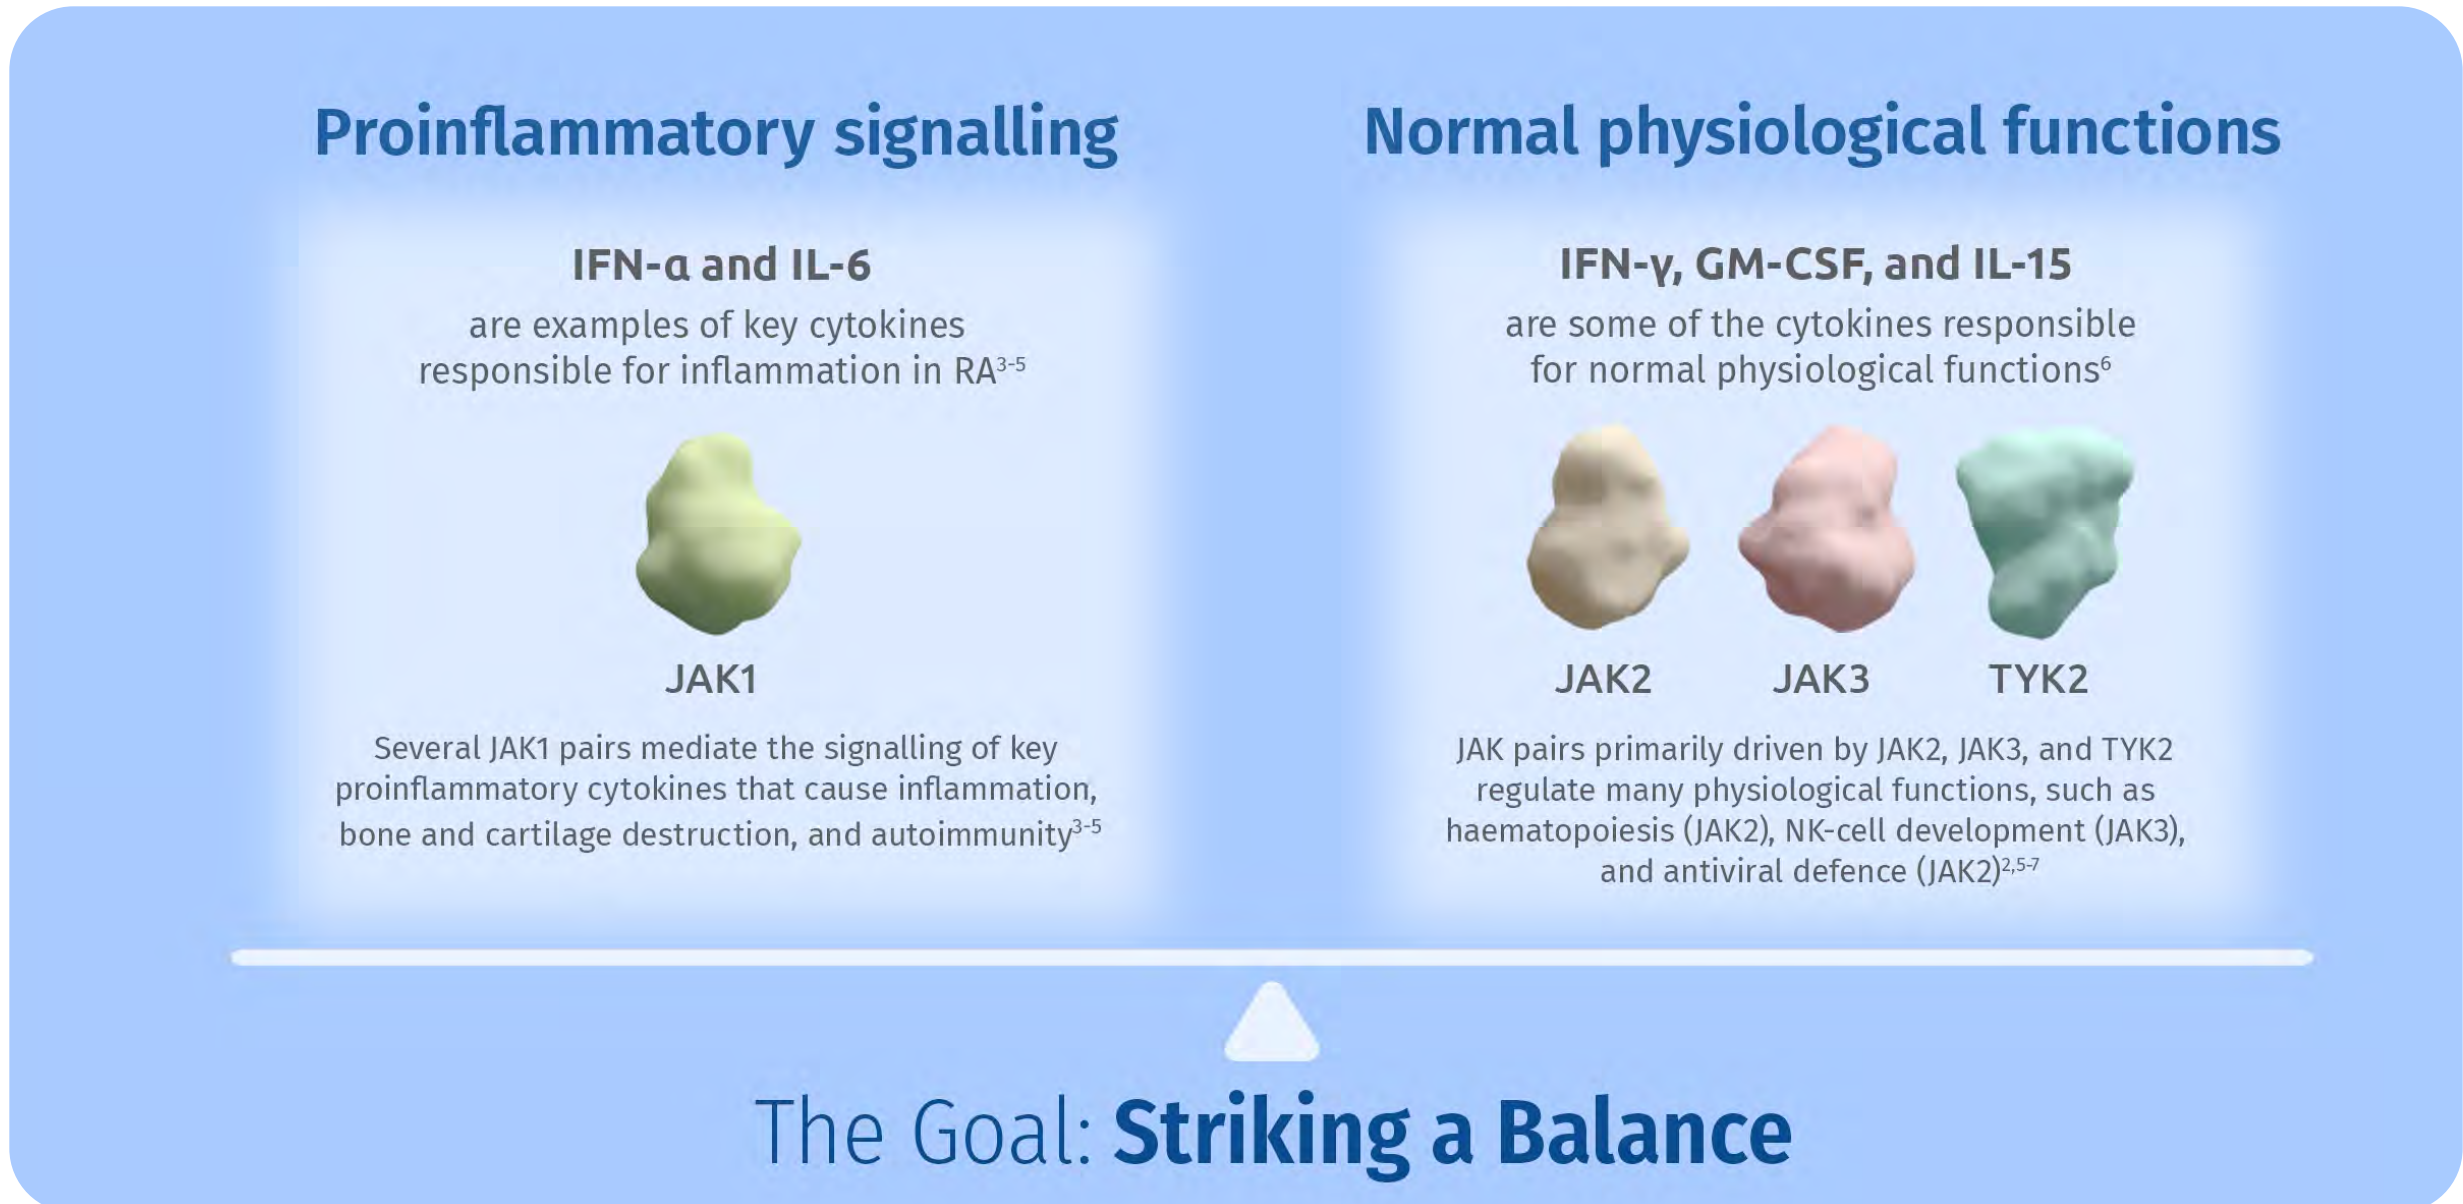 Proinflammatory signalling
IFN-α and IL-6
are examples of key cytokines
responsible for inflammation in RA3-5
JAK1
Several JAK1 pairs mediate the signalling of key
proinflammatory cytokines that cause inflammation,
bone and cartilage destruction, and autoimmunity3-5
Normal physiological functions
IFN-γ, GM-CSF, and IL-15
are some of the cytokines responsible
for normal physiological functions6
JAK2
JAK3
TYK2
JAK pairs primarily driven by JAK2, JAK3, and TYK2
regulate many physiological functions, such as
haematopoiesis (JAK2), NK-cell development (JAK3),
and antiviral defence (JAK2)2,5-7
The Goal: Striking a Balance